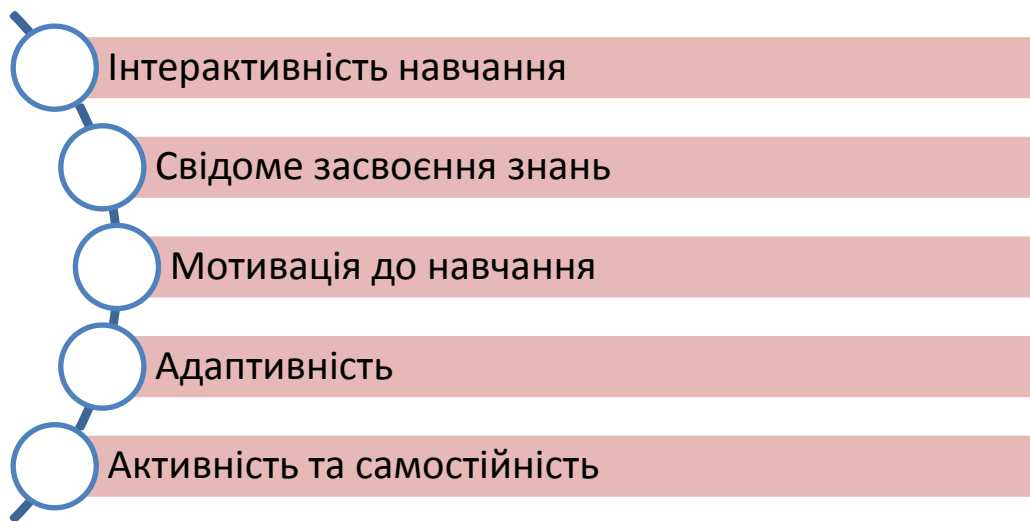 Інтерактивність навчання
Свідоме засвоєння знань
Мотивація до навчання
Адаптивність
Активність та самостійність